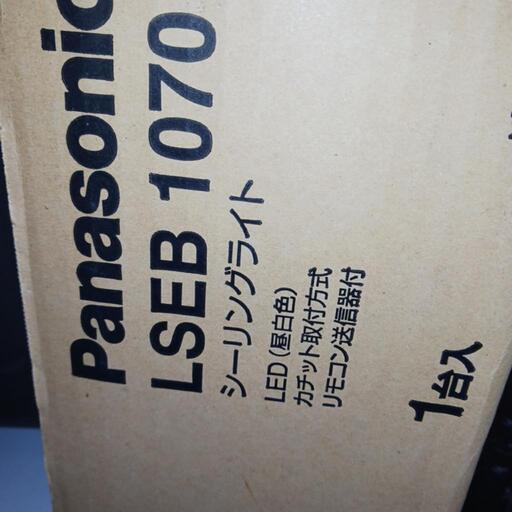 Panasonic
LSEB 1070
シーリングライト
LED(昼白色)
カチット取付方式
リモコン送信器付
1台入